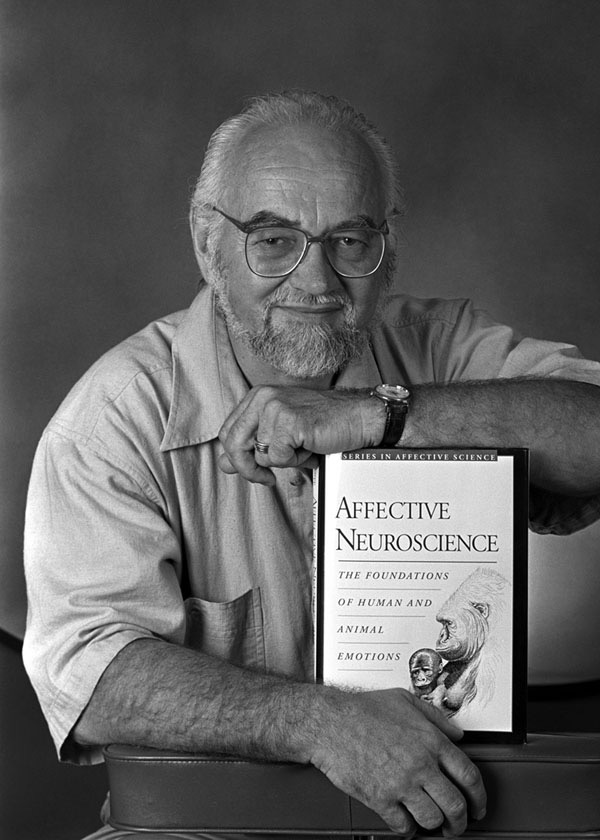 SERIES IN AFFECTIVE SCIENCE
AFFECTIVE
NEUROSCIENCE
THE FOUNDATIONS
OF HUMAN AND
ANIMAL
EMOTIONS